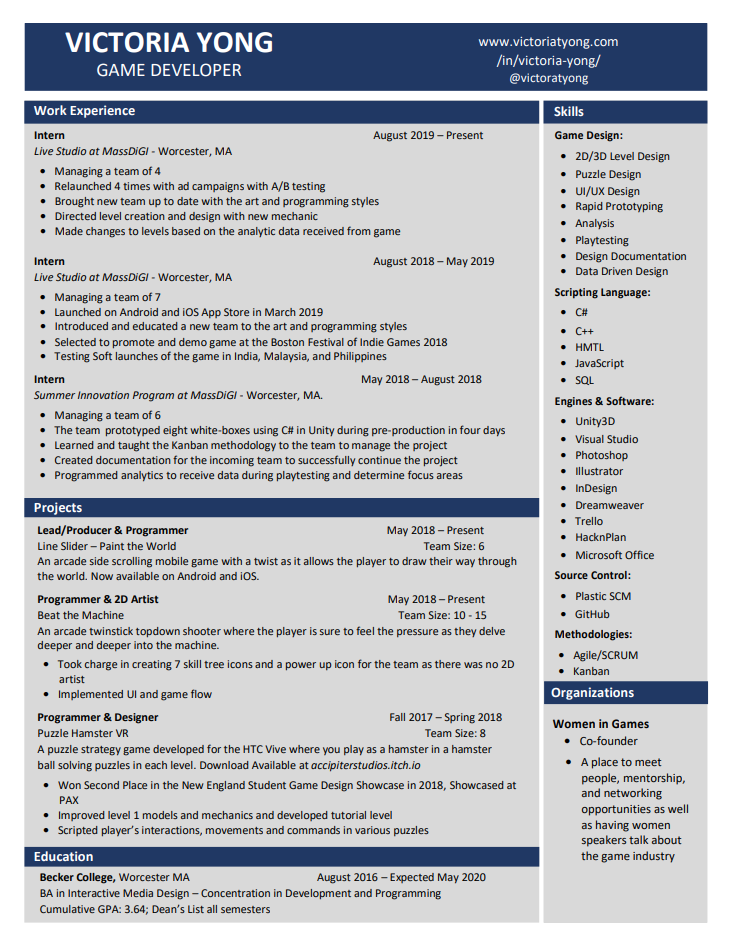 VICTORIA YONG
GAME DEVELOPER
www.victoriatyong.com
/in/victoria-yong/
@victoratyong
Work Experience
Intern August 2019 – Present
Live Studio at MassDiGI - Worcester, MA
• Managing a team of 4
• Relaunched 4 times with ad campaigns with A/B testing
• Brought new team up to date with the art and programming styles
• Directed level creation and design with new mechanic
• Made changes to levels based on the analytic data received from game
Intern August 2018 – May 2019
Live Studio at MassDiGI - Worcester, MA
• Managing a team of 7
• Launched on Android and iOS App Store in March 2019
• Introduced and educated a new team to the art and programming styles
• Selected to promote and demo game at the Boston Festival of Indie Games 2018
• Testing Soft launches of the game in India, Malaysia, and Philippines
Intern May 2018 – August 2018
Summer Innovation Program at MassDiGI - Worcester, MA.
• Managing a team of 6
• The team prototyped eight white-boxes using C# in Unity during pre-production in four days
• Learned and taught the Kanban methodology to the team to manage the project
• Created documentation for the incoming team to successfully continue the project
• Programmed analytics to receive data during playtesting and determine focus areas
Projects
Lead/Producer & Programmer May 2018 – Present
Line Slider – Paint the World Team Size: 6
An arcade side scrolling mobile game with a twist as it allows the player to draw their way through
the world. Now available on Android and iOS.
Programmer & 2D Artist May 2018 – Present
Beat the Machine Team Size: 10 - 15
An arcade twinstick topdown shooter where the player is sure to feel the pressure as they delve
deeper and deeper into the machine.
• Took charge in creating 7 skill tree icons and a power up icon for the team as there was no 2D
artist
• Implemented UI and game flow
Programmer & Designer Fall 2017 – Spring 2018
Puzzle Hamster VR Team Size: 8
A puzzle strategy game developed for the HTC Vive where you play as a hamster in a hamster
ball solving puzzles in each level. Download Available at accipiterstudios.itch.io
• Won Second Place in the New England Student Game Design Showcase in 2018, Showcased at
PAX
• Improved level 1 models and mechanics and developed tutorial level
• Scripted player's interactions, movements and commands in various puzzles
Education
Becker College, Worcester MA August 2016 – Expected May 2020
BA in Interactive Media Design – Concentration in Development and Programming
Cumulative GPA: 3.64; Dean's List all semesters
Skills
Game Design:
• 2D/3D Level Design
• Puzzle Design
• UI/UX Design
• Rapid Prototyping
• Analysis
• Playtesting
• Design Documentation
• Data Driven Design
Scripting Language:
• C#
• C++
• HMTL
• JavaScript
• SQL
Engines & Software:
• Unity3D
• Visual Studio
• Photoshop
• Illustrator
• InDesign
• Dreamweaver
• Trello
• HacknPlan
• Microsoft Office
Source Control:
• Plastic SCM
• GitHub
Methodologies:
• Agile/SCRUM
• Kanban
Organizations
Women in Games
• Co-founder
• A place to meet
people, mentorship,
and networking
opportunities as well
as having women
speakers talk about
the game industry